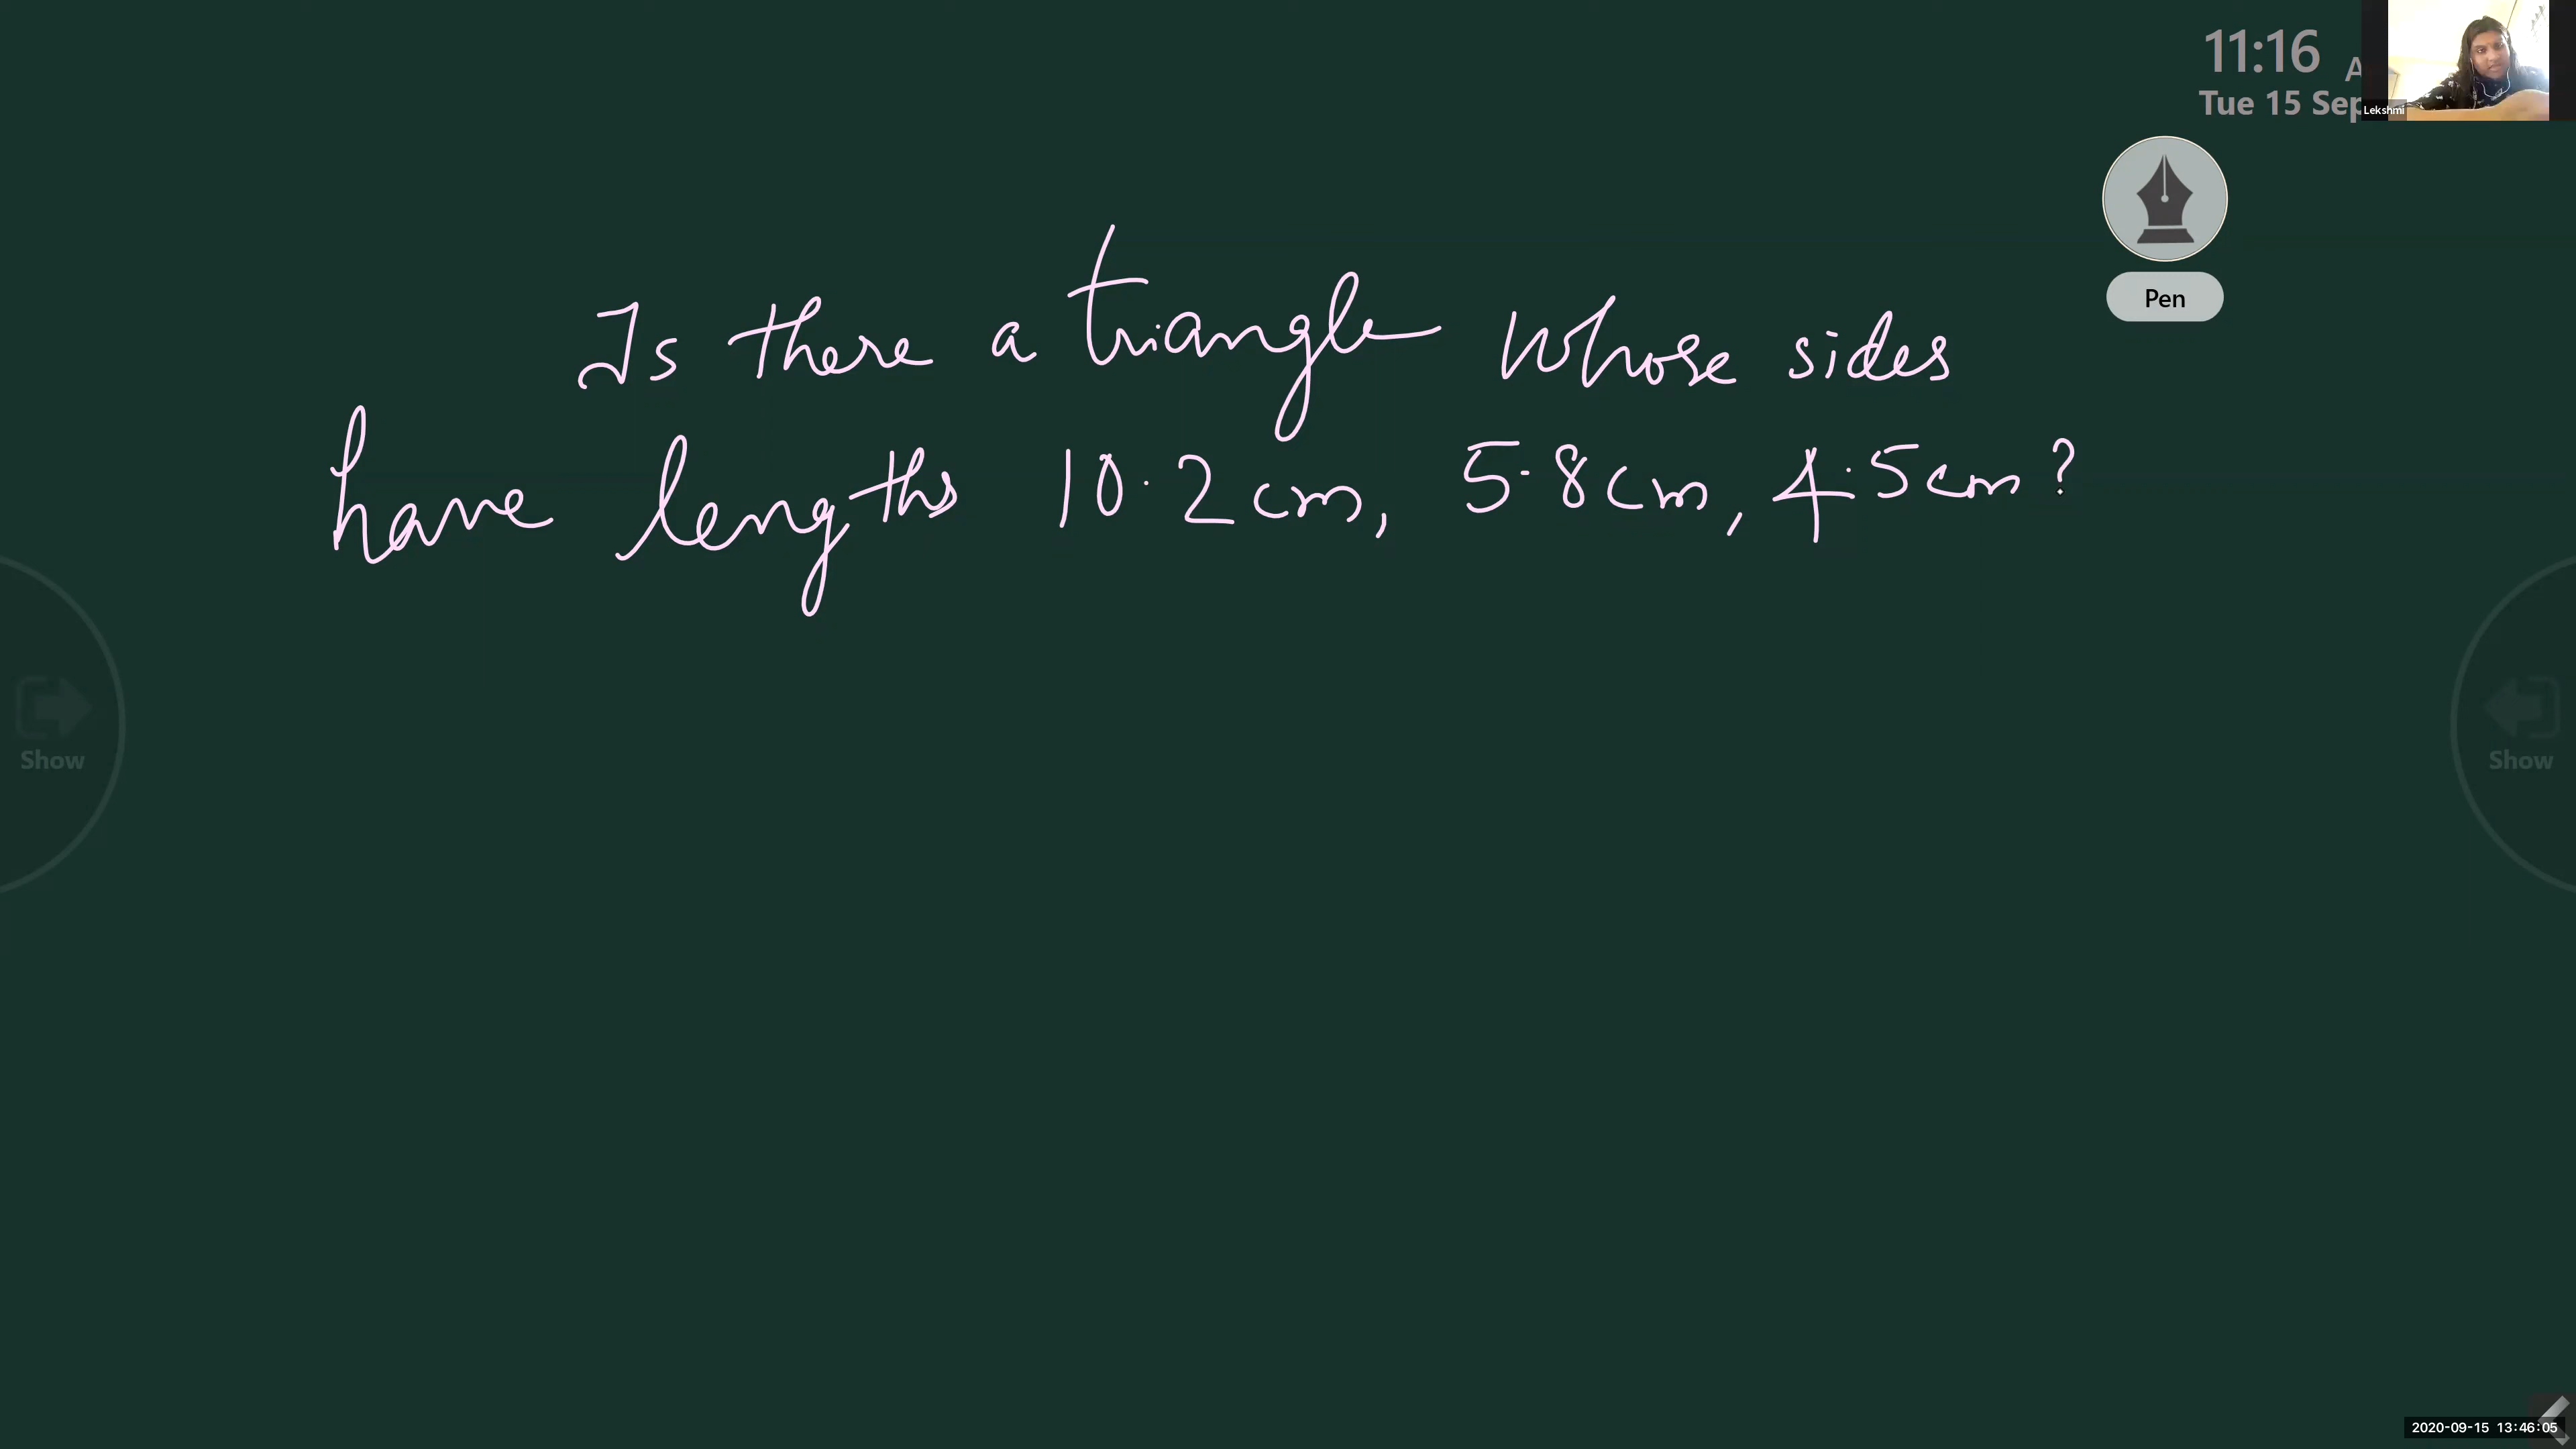 11:16 A
Tue 15 Sep
Lekshmi
Pen
Is there a triangle whose sides
have lengths 10.2cm, 5.8cm, 4.5cm?
Show
Show
2020-09-15 13:46:05